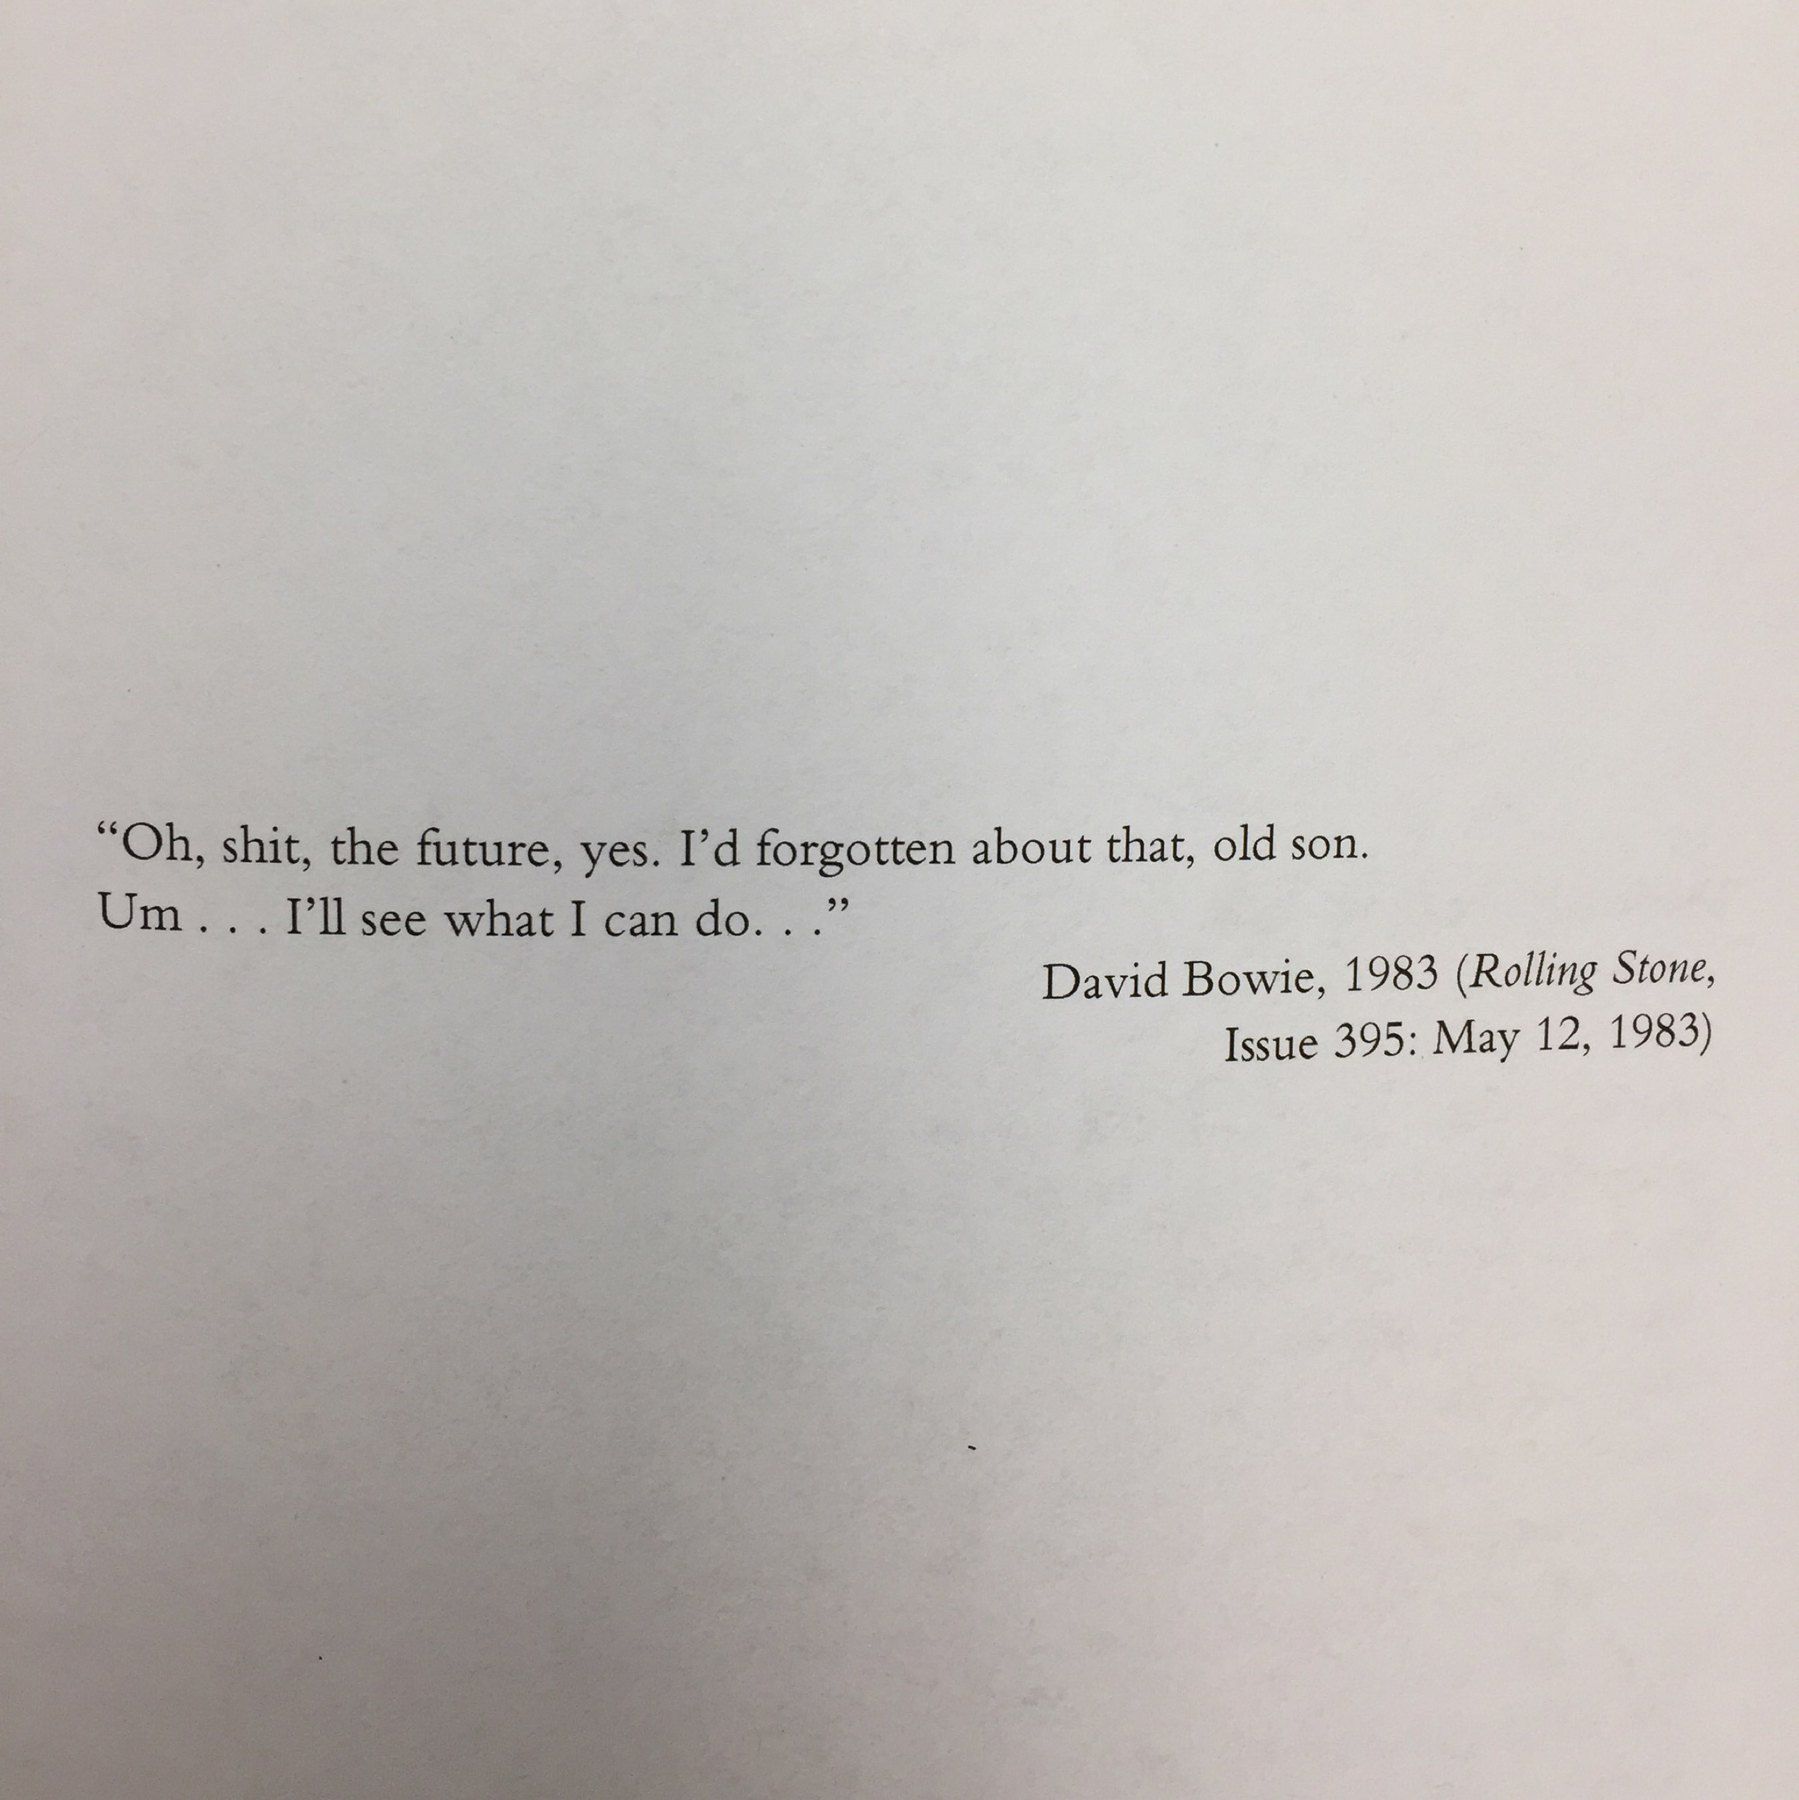 “Oh, shit, the future, yes. I’d forgotten about that, old son.
Um . . . I’ll see what I can do. . .”
David Bowie, 1983 (Rolling Stone,
Issue 395: May 12, 1983)